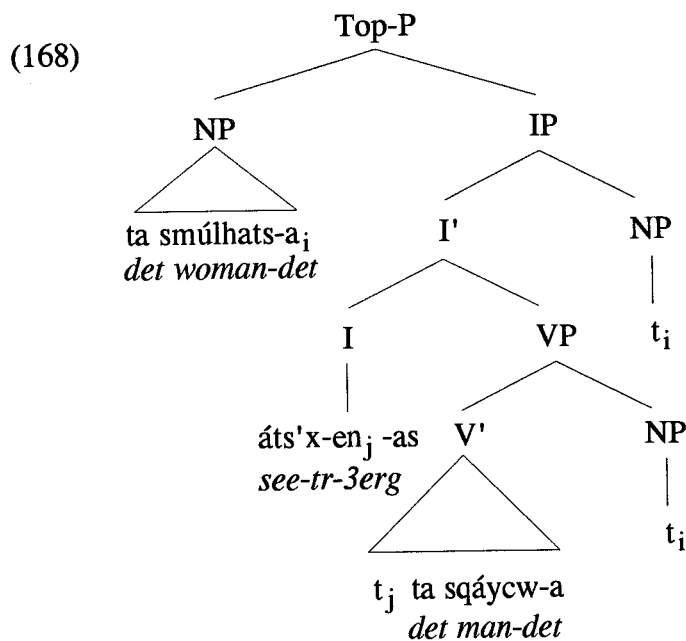 Top-P
(168)
NP IP
ta smúlhats-a_i I' NP
det woman-det
I VP t_i
áts'x-en_j -as V' NP
see-tr-3erg
t_i
t_j ta sqáycw-a
det man-det